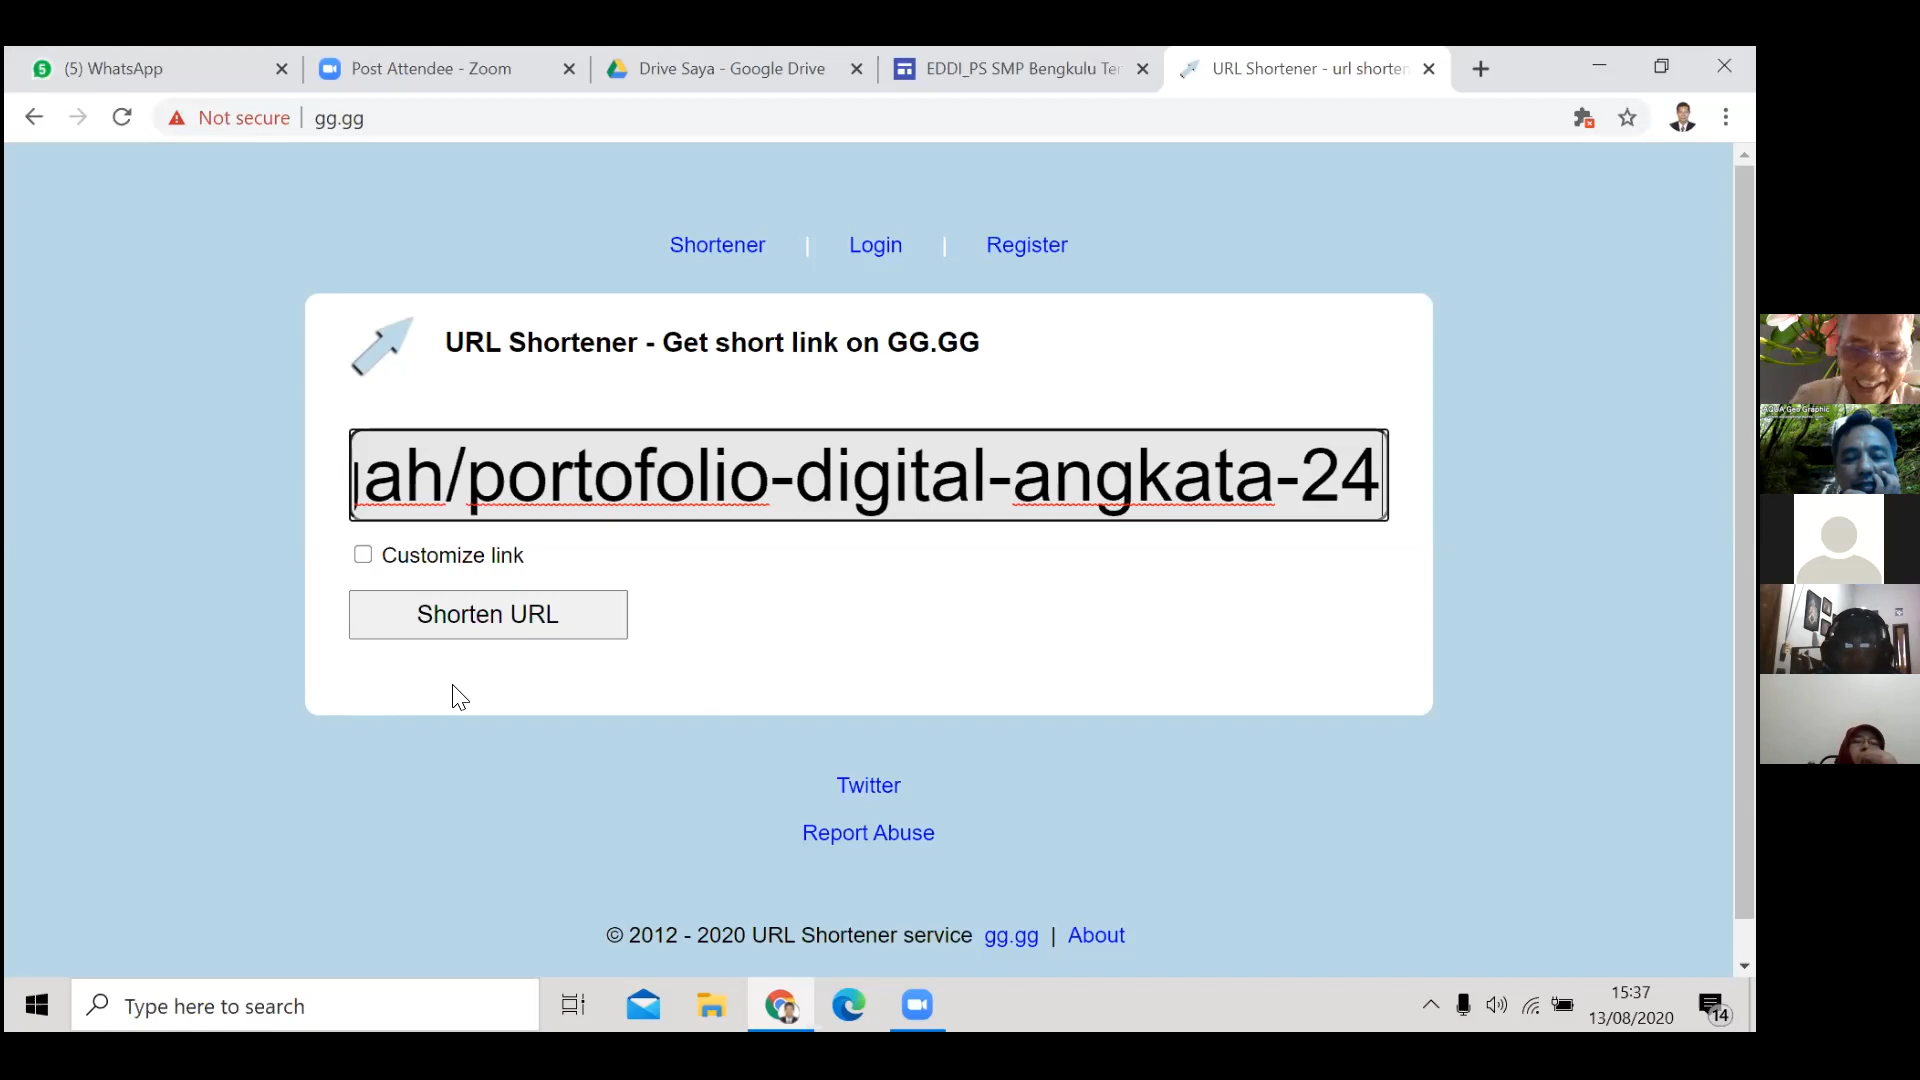 (5) WhatsApp
Post Attendee - Zoom
Drive Saya - Google Drive
EDDI_PS SMP Bengkulu Ter
URL Shortener - url shorten
Not secure
gg.gg
Shortener | Login | Register
URL Shortener - Get short link on GG.GG
ah/portofolio-digital-angkata-24
Customize link
Shorten URL
Twitter
Report Abuse
© 2012 - 2020 URL Shortener service gg.gg | About
Type here to search
15:37
13/08/2020
14
AQUA Geo Graphic